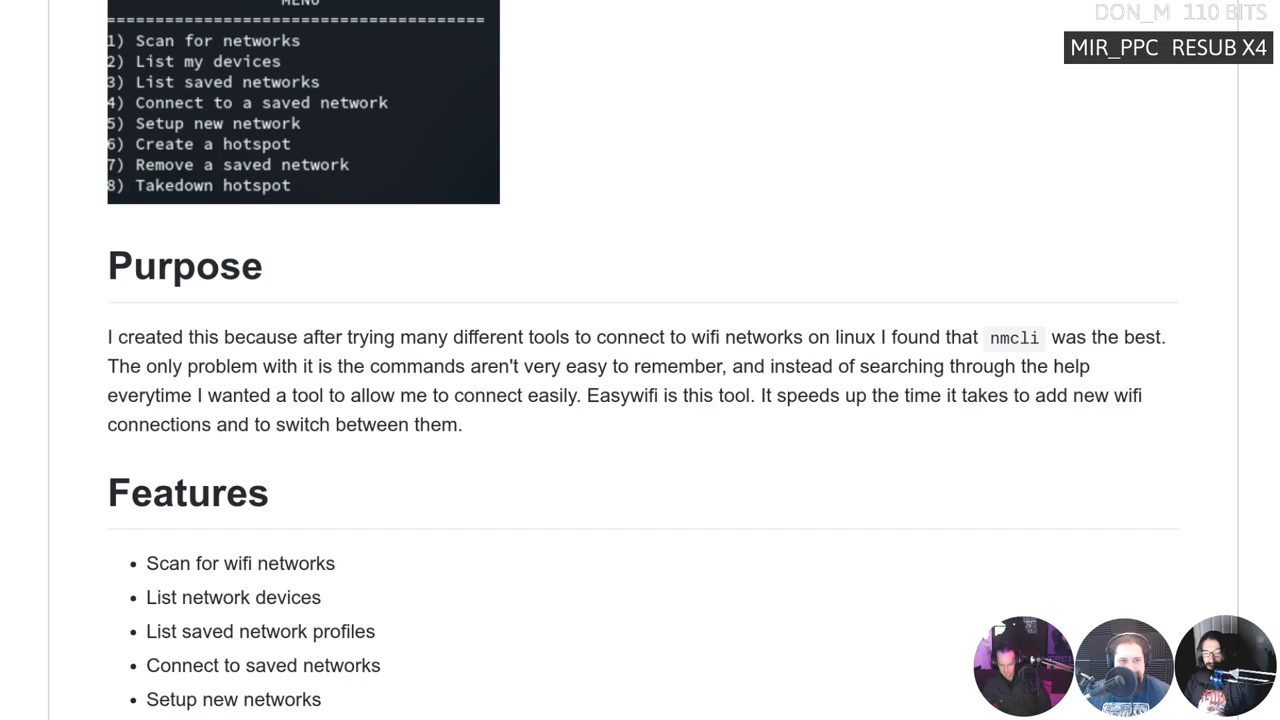 MENU
DON_M 110 BITS
=========================================
MIR_PPC RESUB X4
1) Scan for networks
2) List my devices
3) List saved networks
4) Connect to a saved network
5) Setup new network
6) Create a hotspot
7) Remove a saved network
8) Takedown hotspot
Purpose
I created this because after trying many different tools to connect to wifi networks on linux I found that nmcli was the best.
The only problem with it is the commands aren't very easy to remember, and instead of searching through the help
everytime I wanted a tool to allow me to connect easily. Easywifi is this tool. It speeds up the time it takes to add new wifi
connections and to switch between them.
Features
• Scan for wifi networks
• List network devices
• List saved network profiles
• Connect to saved networks
• Setup new networks